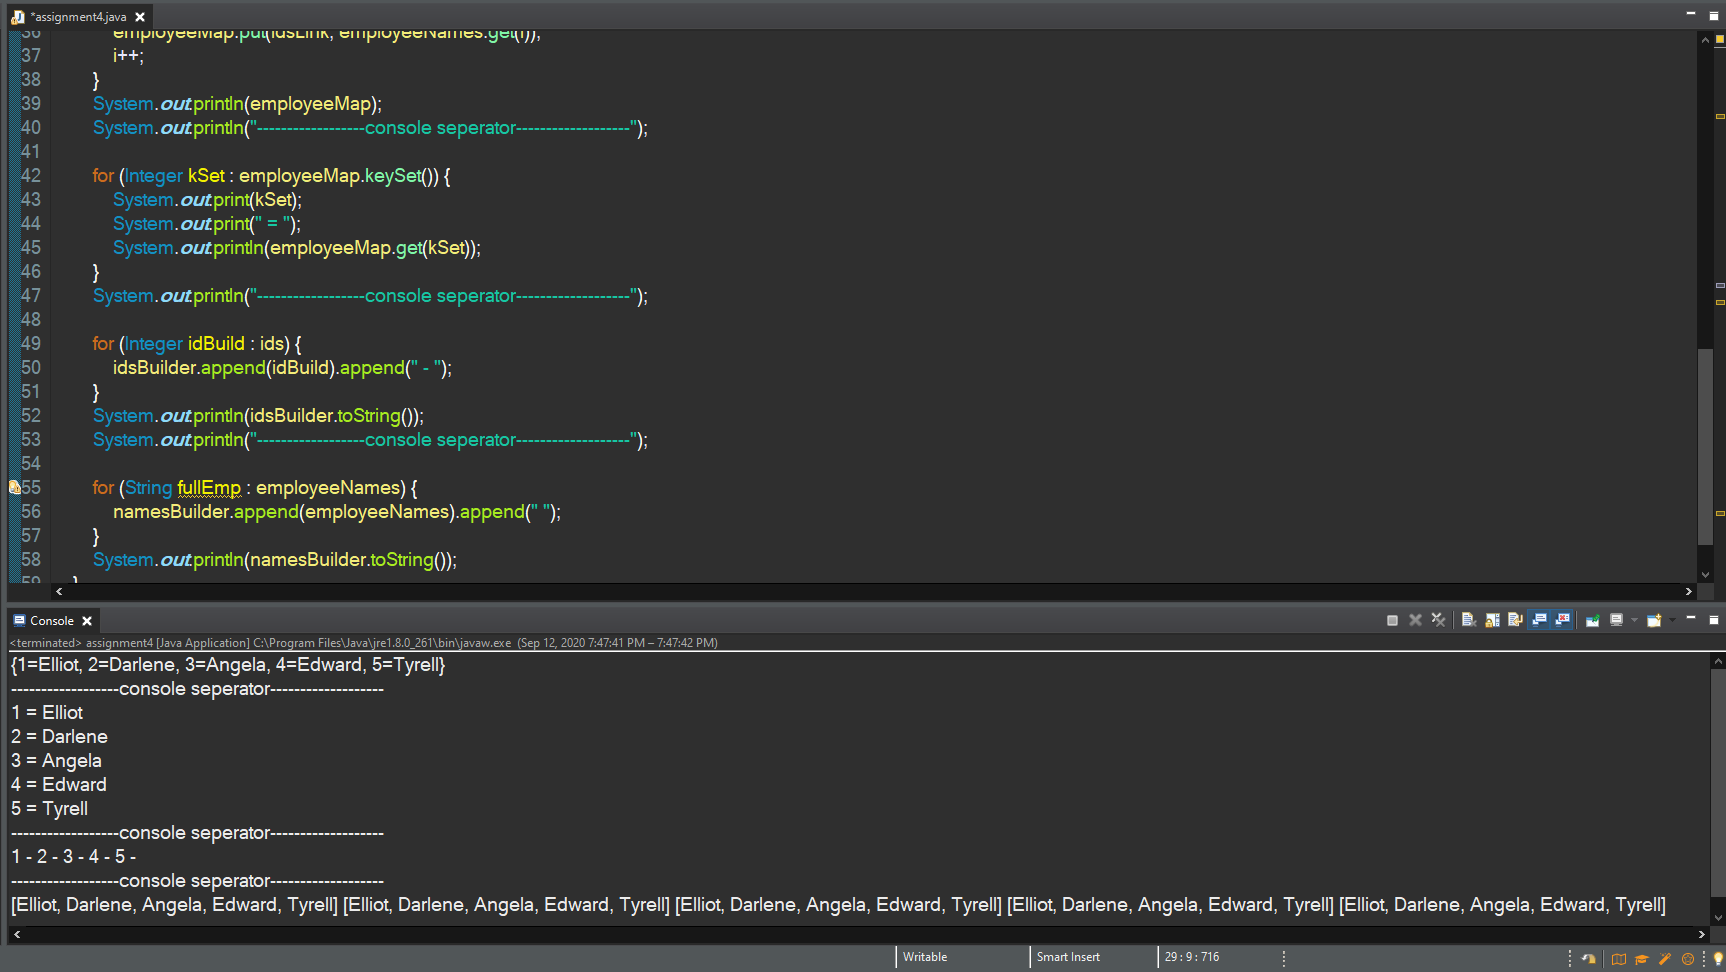 *assignment4.java
36 employeeMap.put(idsLink, employeeNames.get(i));
37 i++;
38 }
39 System.out.println(employeeMap);
40 System.out.println("------------------console seperator-------------------");
41
42 for (Integer kSet : employeeMap.keySet()) {
43 System.out.print(kSet);
44 System.out.print(" = ");
45 System.out.println(employeeMap.get(kSet));
46 }
47 System.out.println("------------------console seperator-------------------");
48
49 for (Integer idBuild : ids) {
50 idsBuilder.append(idBuild).append(" - ");
51 }
52 System.out.println(idsBuilder.toString());
53 System.out.println("------------------console seperator-------------------");
54
55 for (String fullEmp : employeeNames) {
56 namesBuilder.append(employeeNames).append(" ");
57 }
58 System.out.println(namesBuilder.toString());
59 }
Console
<terminated> assignment4 [Java Application] C:\Program Files\Java\jre1.8.0_261\bin\javaw.exe (Sep 12, 2020 7:47:41 PM – 7:47:42 PM)
{1=Elliot, 2=Darlene, 3=Angela, 4=Edward, 5=Tyrell}
------------------console seperator-------------------
1 = Elliot
2 = Darlene
3 = Angela
4 = Edward
5 = Tyrell
------------------console seperator-------------------
1 - 2 - 3 - 4 - 5 -
------------------console seperator-------------------
[Elliot, Darlene, Angela, Edward, Tyrell] [Elliot, Darlene, Angela, Edward, Tyrell] [Elliot, Darlene, Angela, Edward, Tyrell] [Elliot, Darlene, Angela, Edward, Tyrell] [Elliot, Darlene, Angela, Edward, Tyrell]
Writable Smart Insert 29 : 9 : 716